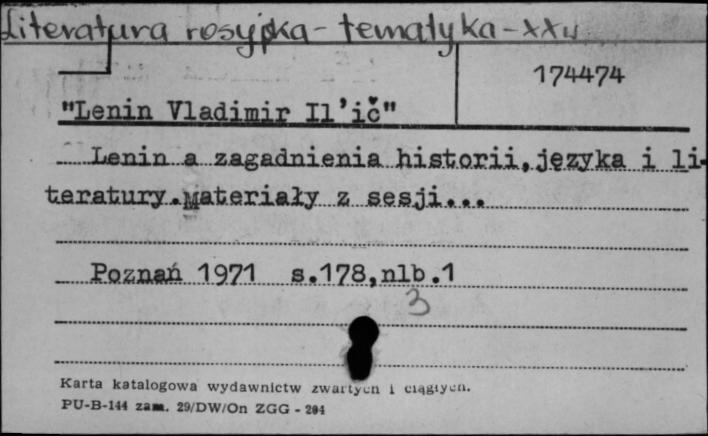 Literatura rosyjska - tematyka - XX w
174474
"Lenin Vladimir Il’ič"
Lenin a zagadnienia historii,języka i li-
teratury.Materiały z sesji...
Poznań 1971 s.178,nlb.1
3
Karta katalogowa wydawnictw zwartych i ciągłych.
PU-B-144 zam. 29/DW/On ZGG - 204